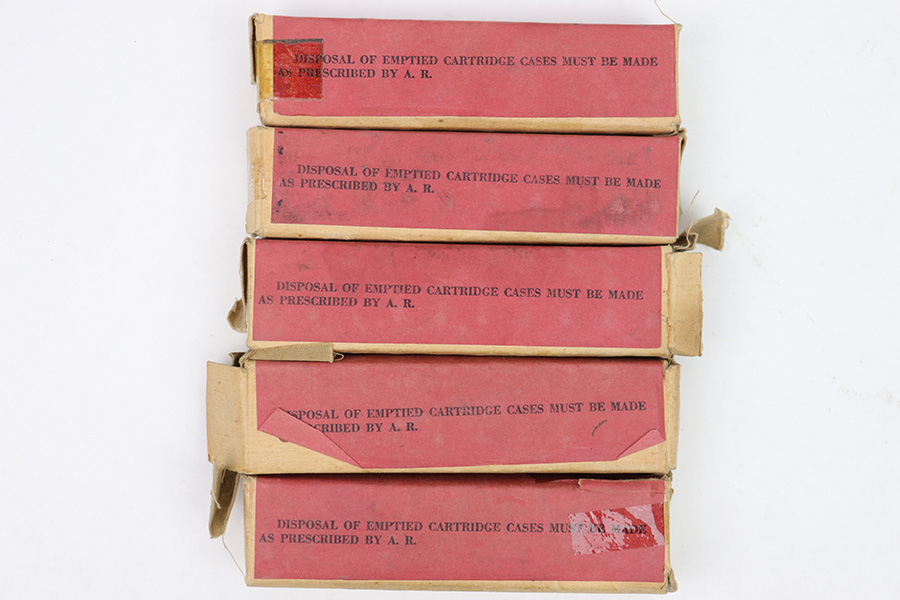 DISPOSAL OF EMPTIED CARTRIDGE CASES MUST BE MADE
AS PRESCRIBED BY A. R.
DISPOSAL OF EMPTIED CARTRIDGE CASES MUST BE MADE
AS PRESCRIBED BY A. R.
DISPOSAL OF EMPTIED CARTRIDGE CASES MUST BE MADE
AS PRESCRIBED BY A. R.
ISPOSAL OF EMPTIED CARTRIDGE CASES MUST BE MADE
CRIBED BY A. R.
DISPOSAL OF EMPTIED CARTRIDGE CASES MUST BE MADE
AS PRESCRIBED BY A. R.